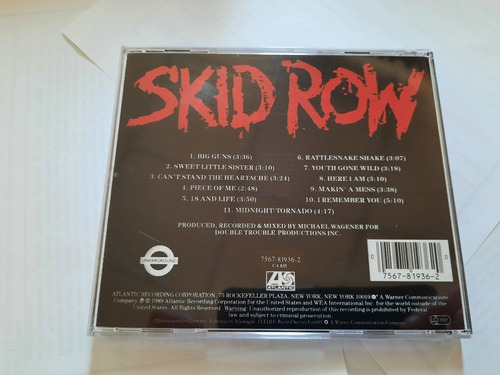 SKID ROW
1. BIG GUNS (3:36)
2. SWEET LITTLE SISTER (3:10)
3. CAN'T STAND THE HEARTACHE (3:24)
4. PIECE OF ME (2:48)
5. 18 AND LIFE (3:50)
6. RATTLESNAKE SHAKE (3:07)
7. YOUTH GONE WILD (3:18)
8. HERE I AM (3:10)
9. MAKIN' A MESS (3:38)
10. I REMEMBER YOU (5:10)
11. MIDNIGHT/TORNADO (4:17)
PRODUCED, RECORDED & MIXED BY MICHAEL WAGENER FOR
DOUBLE TROUBLE PRODUCTIONS INC.
UNDERGROUND
7567-81936-2
CA 835
ATLANTIC
7567-81936-2
ATLANTIC RECORDING CORPORATION, 75 ROCKEFELLER PLAZA, NEW YORK, NEW YORK 10019 A Warner Communications
Company ℗ © 1989 Atlantic Recording Corporation for the United States and WEA International Inc. for the world outside of the
United States. All Rights Reserved. Warning: Unauthorized reproduction of this recording is prohibited by Federal
law and subject to criminal prosecution.
A Warner Communications Company